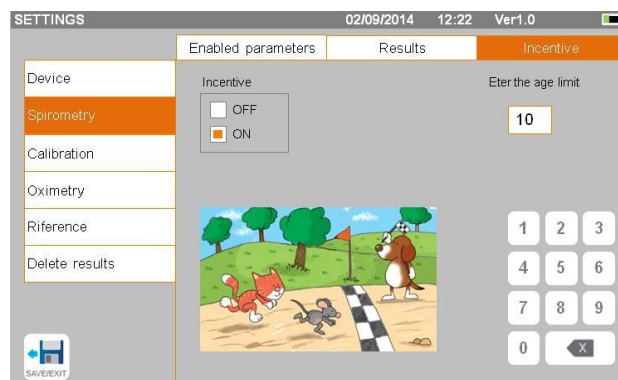 SETTINGS 02/09/2014 12:22 Ver1.0
Enabled parameters Results Incentive
Device
Spirometry
Calibration
Oximetry
Riference
Delete results
SAVE/EXIT
Incentive
OFF
ON
Eter the age limit
10
1 2 3
4 5 6
7 8 9
0 X